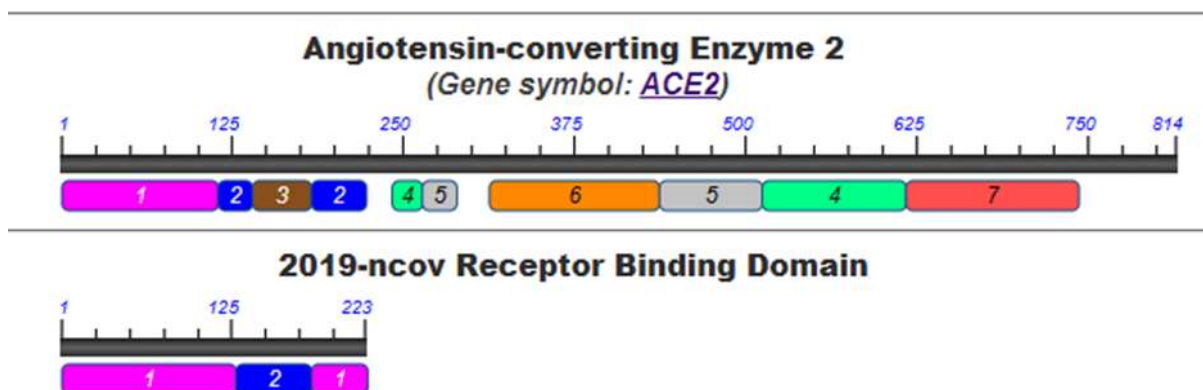 Angiotensin-converting Enzyme 2
(Gene symbol: ACE2)
1 125 250 375 500 625 750 814
1 2 3 2 4 5 6 5 4 7
2019-ncov Receptor Binding Domain
1 125 223
1 2 1